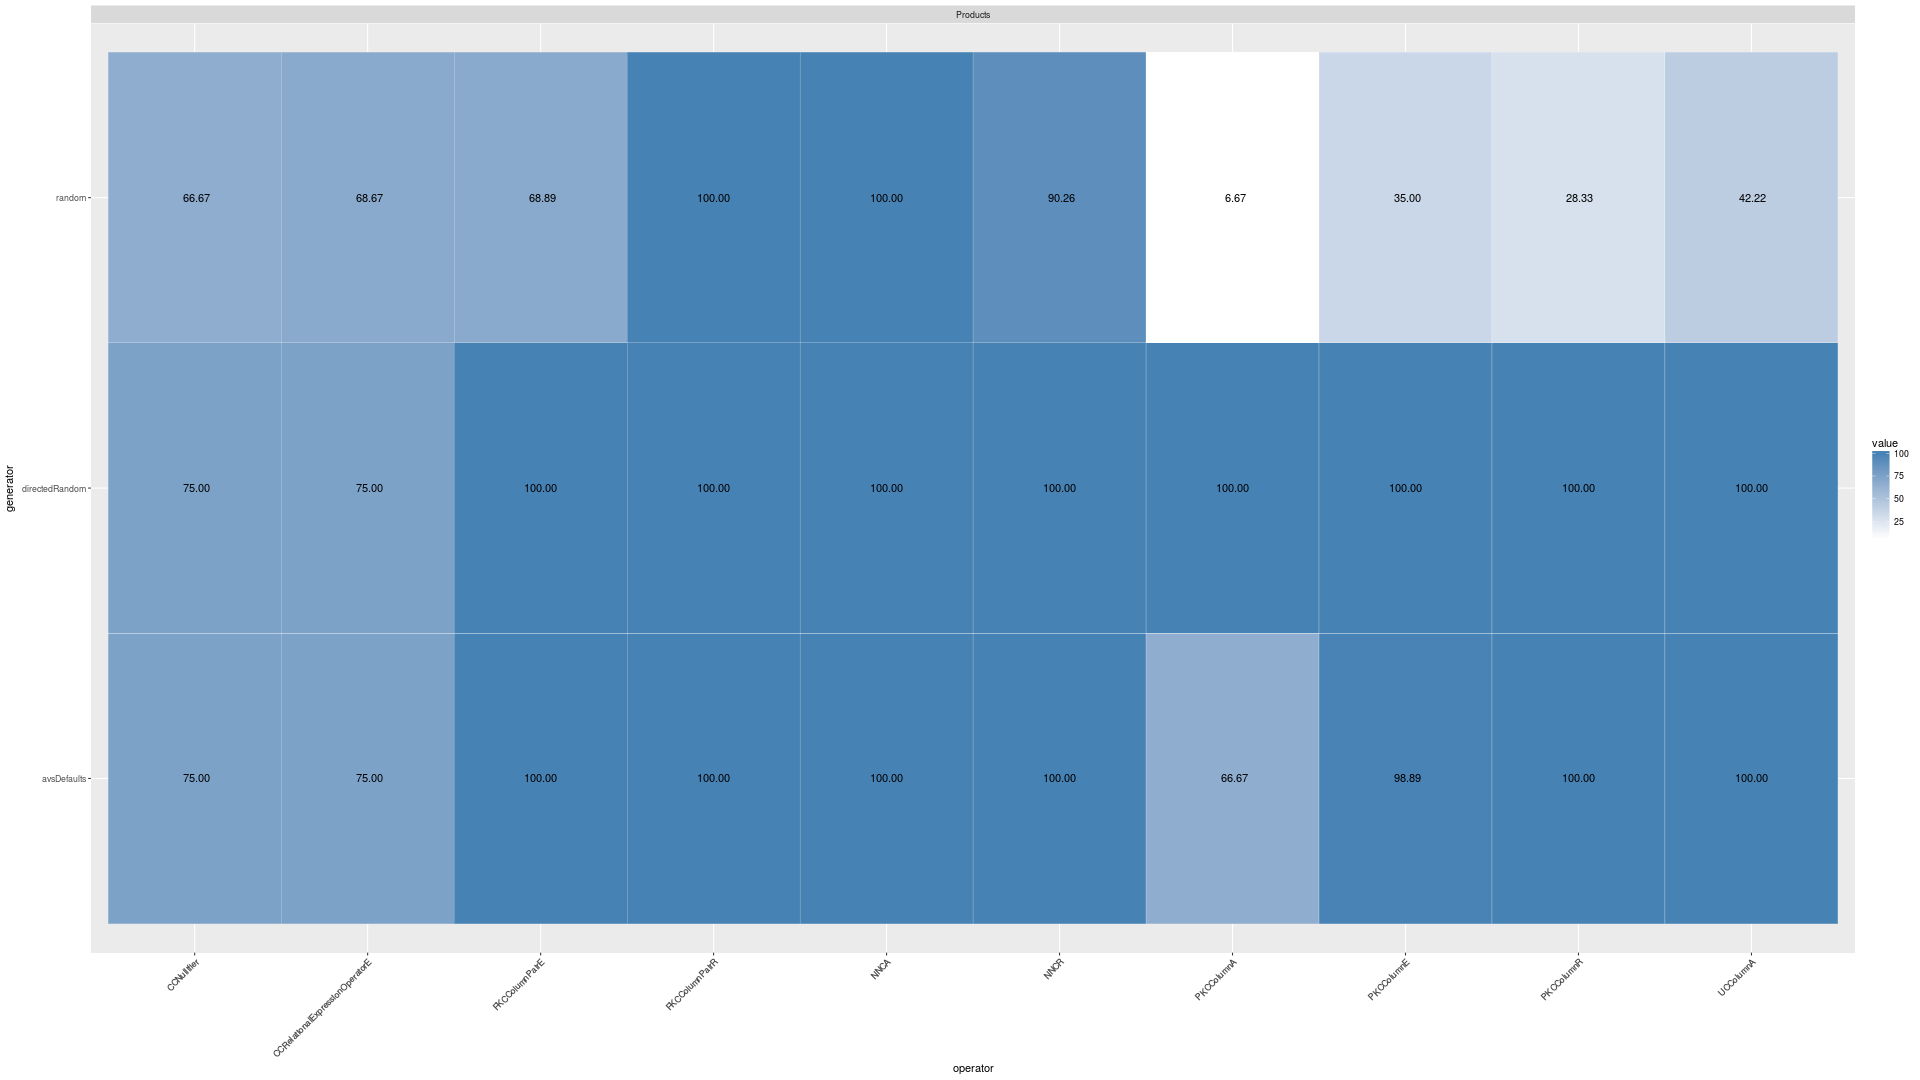 Products
random
66.67 68.67 68.89 100.00 100.00 90.26 6.67 35.00 28.33 42.22
directedRandom
75.00 75.00 100.00 100.00 100.00 100.00 100.00 100.00 100.00 100.00
avsDefaults
75.00 75.00 100.00 100.00 100.00 100.00 66.67 98.89 100.00 100.00
generator
CCNullifier
CCRelationalExpressionOperatorE
FKCColumnPairE
FKCColumnPairR
NNCA
NNCR
PKCColumnA
PKCColumnE
PKCColumnR
UCColumnA
operator
value
100
75
50
25